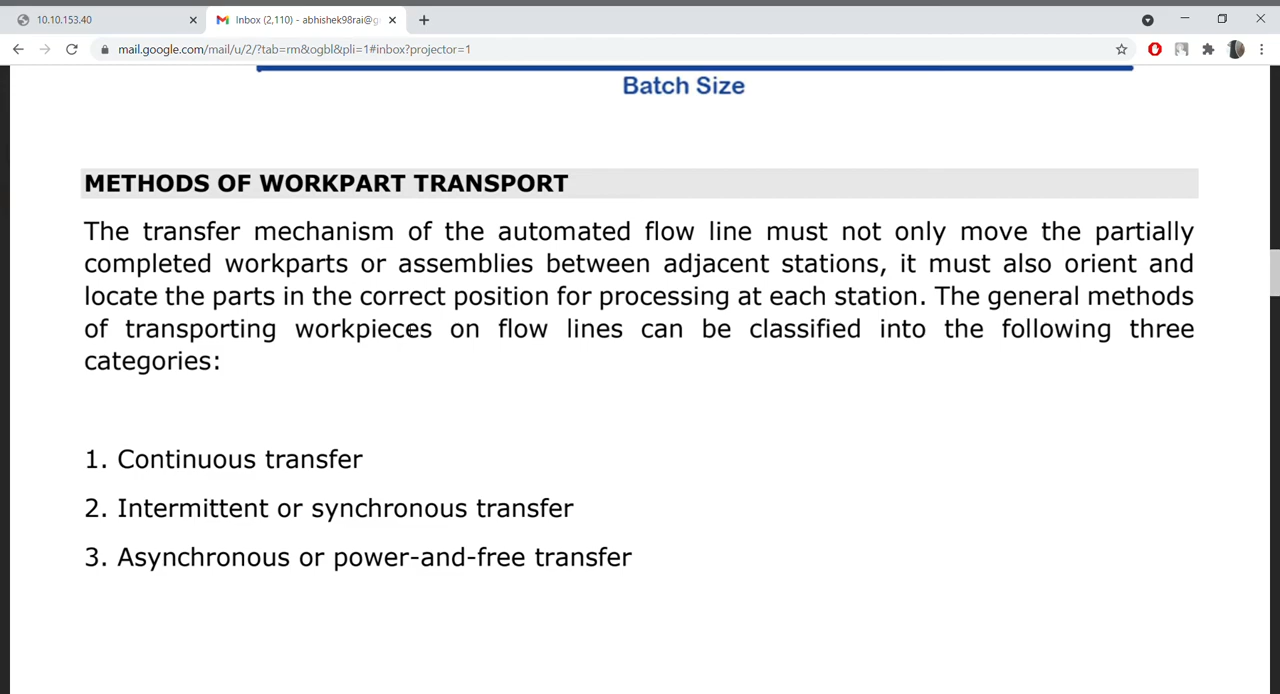 10.10.153.40
Inbox (2,110) - abhishek98rai@g
mail.google.com/mail/u/2/?tab=rm&ogbl&pli=1#inbox?projector=1
Batch Size
METHODS OF WORKPART TRANSPORT
The transfer mechanism of the automated flow line must not only move the partially
completed workparts or assemblies between adjacent stations, it must also orient and
locate the parts in the correct position for processing at each station. The general methods
of transporting workpieces on flow lines can be classified into the following three
categories:
1. Continuous transfer
2. Intermittent or synchronous transfer
3. Asynchronous or power-and-free transfer